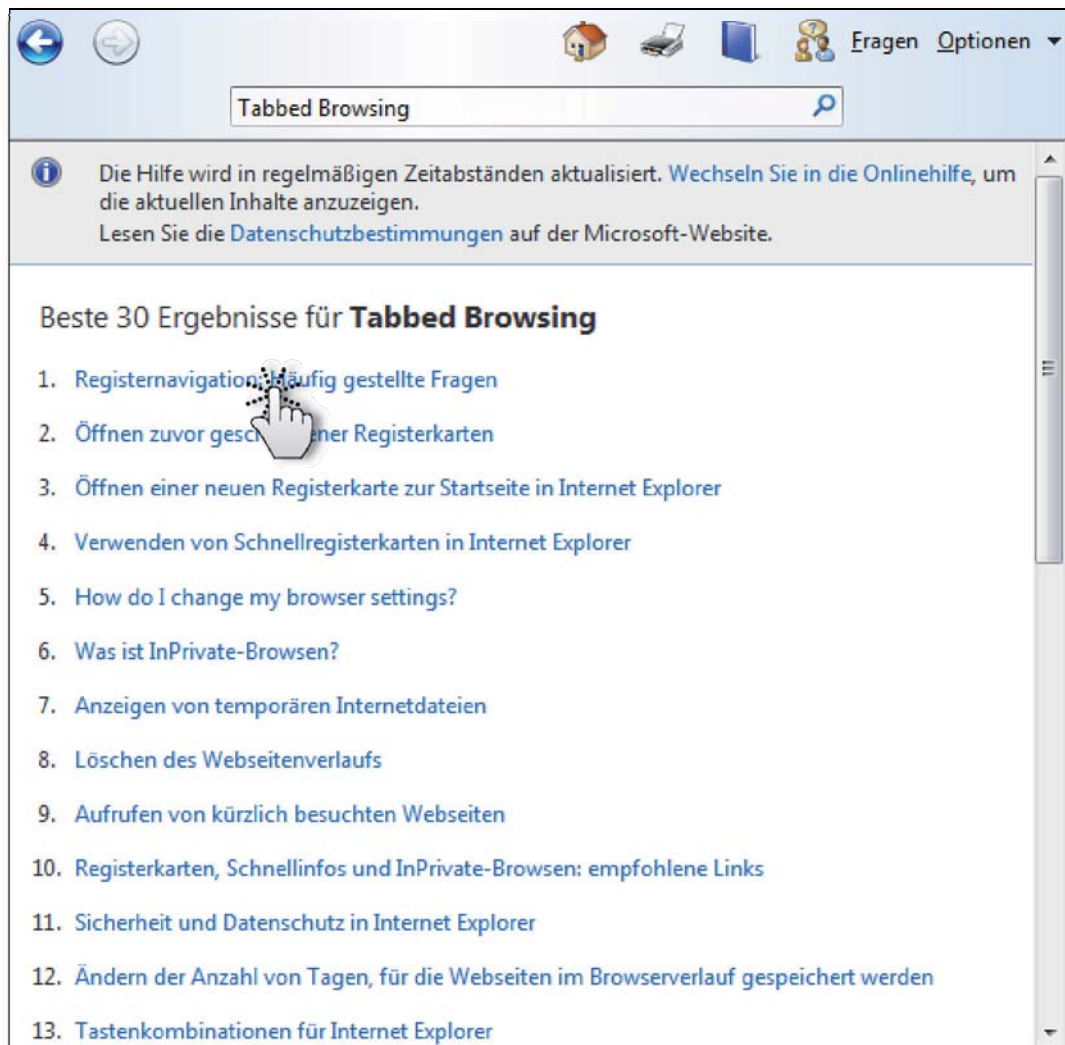 Fragen Optionen
Tabbed Browsing
Die Hilfe wird in regelmäßigen Zeitabständen aktualisiert. Wechseln Sie in die Onlinehilfe, um
die aktuellen Inhalte anzuzeigen.
Lesen Sie die Datenschutzbestimmungen auf der Microsoft-Website.
Beste 30 Ergebnisse für Tabbed Browsing
1. Registernavigation: Häufig gestellte Fragen
2. Öffnen zuvor Registerkarten
3. Öffnen einer neuen Registerkarte zur Startseite in Internet Explorer
4. Verwenden von Schnellregisterkarten in Internet Explorer
5. How do I change my browser settings?
6. Was ist InPrivate-Browsen?
7. Anzeigen von temporären Internetdateien
8. Löschen des Webseitenverlaufs
9. Aufrufen von kürzlich besuchten Webseiten
10. Registerkarten, Schnellinfos und InPrivate-Browsen: empfohlene Links
11. Sicherheit und Datenschutz in Internet Explorer
12. Ändern der Anzahl von Tagen, für die Webseiten im Browserverlauf gespeichert werden
13. Tastenkombinationen für Internet Explorer